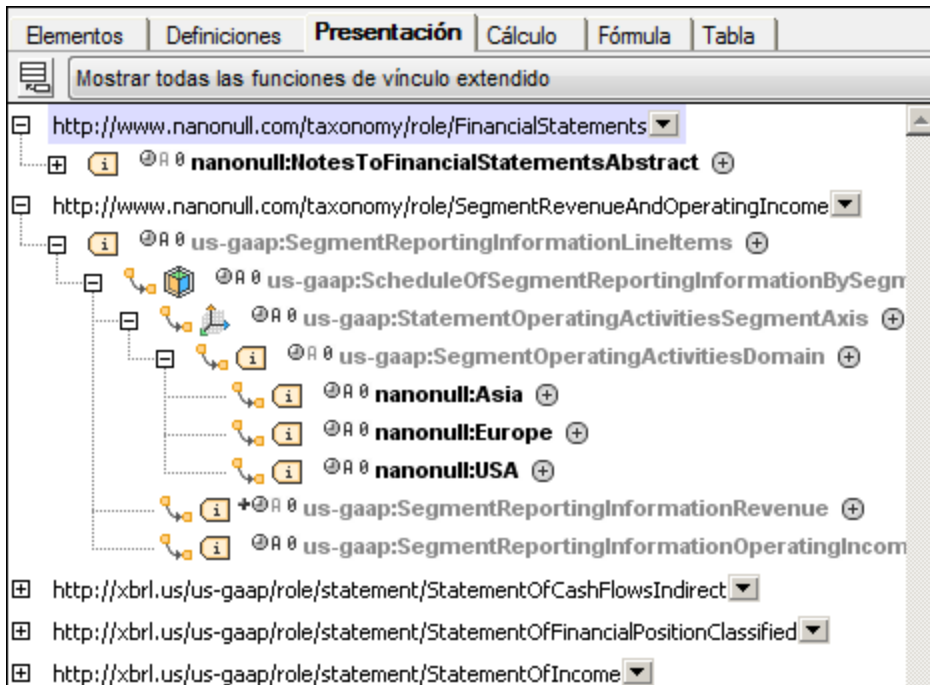 Elementos Definiciones Presentación Cálculo Fórmula Tabla
Mostrar todas las funciones de vínculo extendido
http://www.nanonull.com/taxonomy/role/FinancialStatements
nanonull:NotesToFinancialStatementsAbstract
http://www.nanonull.com/taxonomy/role/SegmentRevenueAndOperatingIncome
us-gaap:SegmentReportingInformationLineItems
us-gaap:ScheduleOfSegmentReportingInformationBySegm
us-gaap:StatementOperatingActivitiesSegmentAxis
us-gaap:SegmentOperatingActivitiesDomain
nanonull:Asia
nanonull:Europe
nanonull:USA
us-gaap:SegmentReportingInformationRevenue
us-gaap:SegmentReportingInformationOperatingIncom
http://xbrl.us/us-gaap/role/statement/StatementOfCashFlowsIndirect
http://xbrl.us/us-gaap/role/statement/StatementOfFinancialPositionClassified
http://xbrl.us/us-gaap/role/statement/StatementOfIncome